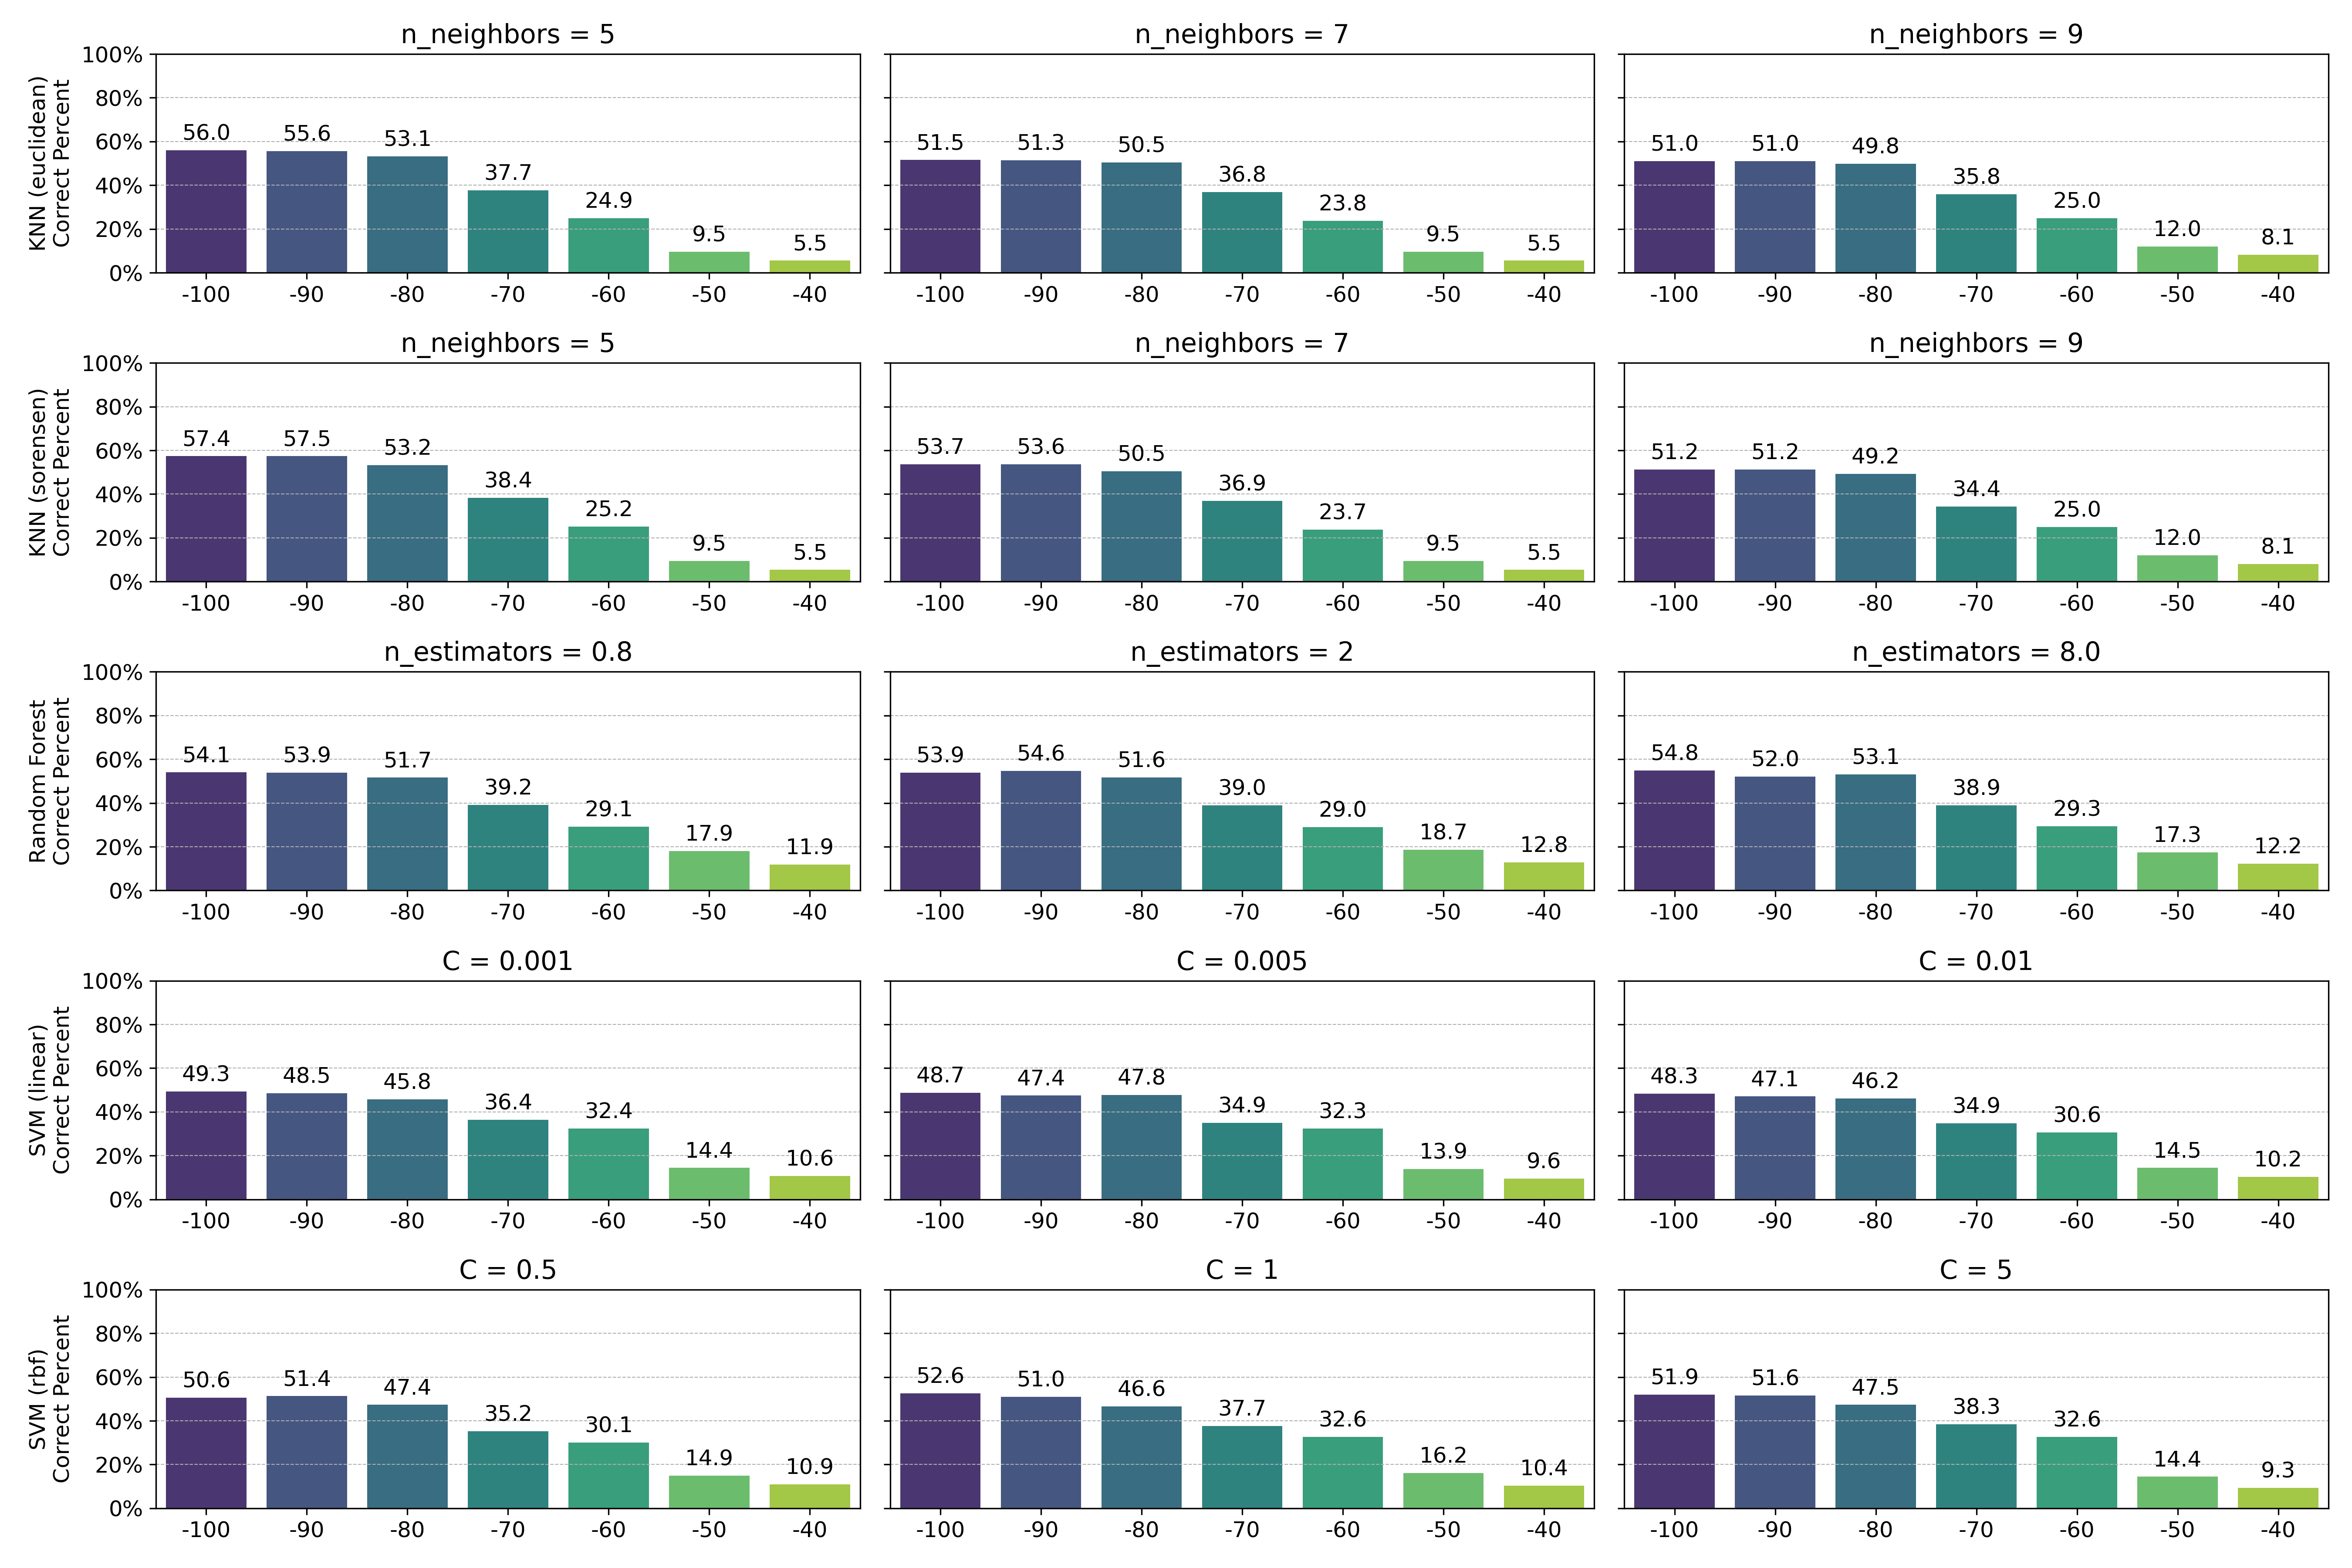 n_neighbors = 5
n_neighbors = 7
n_neighbors = 9
KNN (euclidean)
Correct Percent
100%
80%
60%
40%
20%
0%
56.0 55.6 53.1 37.7 24.9 9.5 5.5
51.5 51.3 50.5 36.8 23.8 9.5 5.5
51.0 51.0 49.8 35.8 25.0 12.0 8.1
-100 -90 -80 -70 -60 -50 -40
-100 -90 -80 -70 -60 -50 -40
-100 -90 -80 -70 -60 -50 -40
n_neighbors = 5
n_neighbors = 7
n_neighbors = 9
KNN (sorensen)
Correct Percent
100%
80%
60%
40%
20%
0%
57.4 57.5 53.2 38.4 25.2 9.5 5.5
53.7 53.6 50.5 36.9 23.7 9.5 5.5
51.2 51.2 49.2 34.4 25.0 12.0 8.1
-100 -90 -80 -70 -60 -50 -40
-100 -90 -80 -70 -60 -50 -40
-100 -90 -80 -70 -60 -50 -40
n_estimators = 0.8
n_estimators = 2
n_estimators = 8.0
Random Forest
Correct Percent
100%
80%
60%
40%
20%
0%
54.1 53.9 51.7 39.2 29.1 17.9 11.9
53.9 54.6 51.6 39.0 29.0 18.7 12.8
54.8 52.0 53.1 38.9 29.3 17.3 12.2
-100 -90 -80 -70 -60 -50 -40
-100 -90 -80 -70 -60 -50 -40
-100 -90 -80 -70 -60 -50 -40
C = 0.001
C = 0.005
C = 0.01
SVM (linear)
Correct Percent
100%
80%
60%
40%
20%
0%
49.3 48.5 45.8 36.4 32.4 14.4 10.6
48.7 47.4 47.8 34.9 32.3 13.9 9.6
48.3 47.1 46.2 34.9 30.6 14.5 10.2
-100 -90 -80 -70 -60 -50 -40
-100 -90 -80 -70 -60 -50 -40
-100 -90 -80 -70 -60 -50 -40
C = 0.5
C = 1
C = 5
SVM (rbf)
Correct Percent
100%
80%
60%
40%
20%
0%
50.6 51.4 47.4 35.2 30.1 14.9 10.9
52.6 51.0 46.6 37.7 32.6 16.2 10.4
51.9 51.6 47.5 38.3 32.6 14.4 9.3
-100 -90 -80 -70 -60 -50 -40
-100 -90 -80 -70 -60 -50 -40
-100 -90 -80 -70 -60 -50 -40